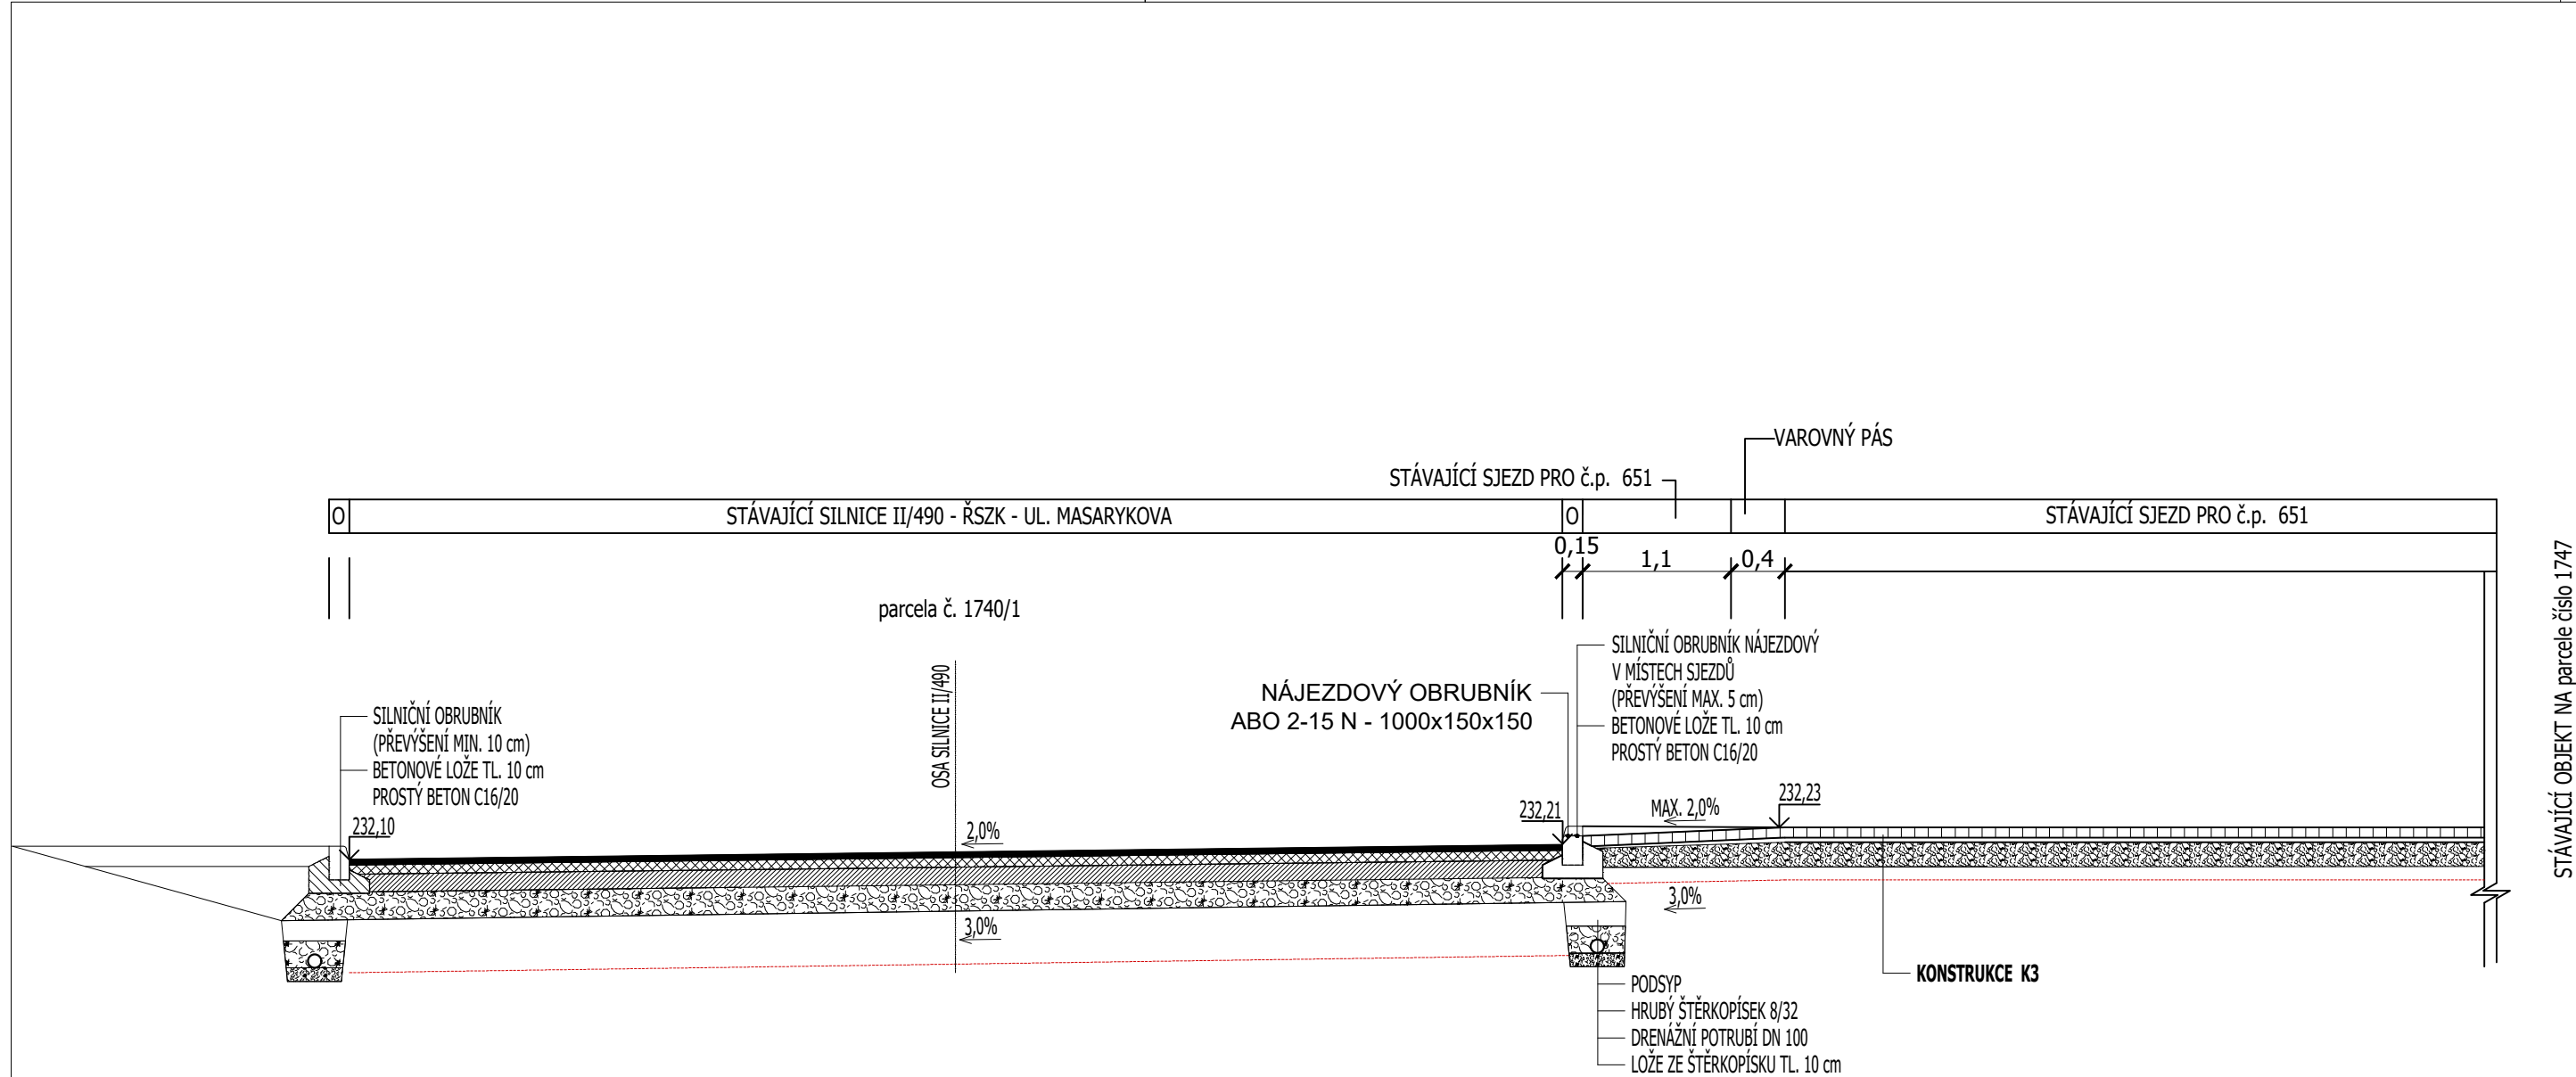 VAROVNÝ PÁS
STÁVAJÍCÍ SJEZD PRO č.p. 651
O
STÁVAJÍCÍ SILNICE II/490 - ŘSZK - UL. MASARYKOVA
O
STÁVAJÍCÍ SJEZD PRO č.p. 651
0,15
1,1
0,4
parcela č. 1740/1
STÁVAJÍCÍ OBJEKT NA parcele číslo 1747
OSA SILNICE II/490
SILNIČNÍ OBRUBNÍK
(PŘEVÝŠENÍ MIN. 10 cm)
BETONOVÉ LOŽE TL. 10 cm
PROSTÝ BETON C16/20
NÁJEZDOVÝ OBRUBNÍK
ABO 2-15 N - 1000x150x150
SILNIČNÍ OBRUBNÍK NÁJEZDOVÝ
V MÍSTECH SJEZDŮ
(PŘEVÝŠENÍ MAX. 5 cm)
BETONOVÉ LOŽE TL. 10 cm
PROSTÝ BETON C16/20
232,10
2,0%
232,21
MAX. 2,0%
232,23
3,0%
3,0%
KONSTRUKCE K3
PODSYP
HRUBÝ ŠTĚRKOPÍSEK 8/32
DRENÁŽNÍ POTRUBÍ DN 100
LOŽE ZE ŠTĚRKOPÍSKU TL. 10 cm